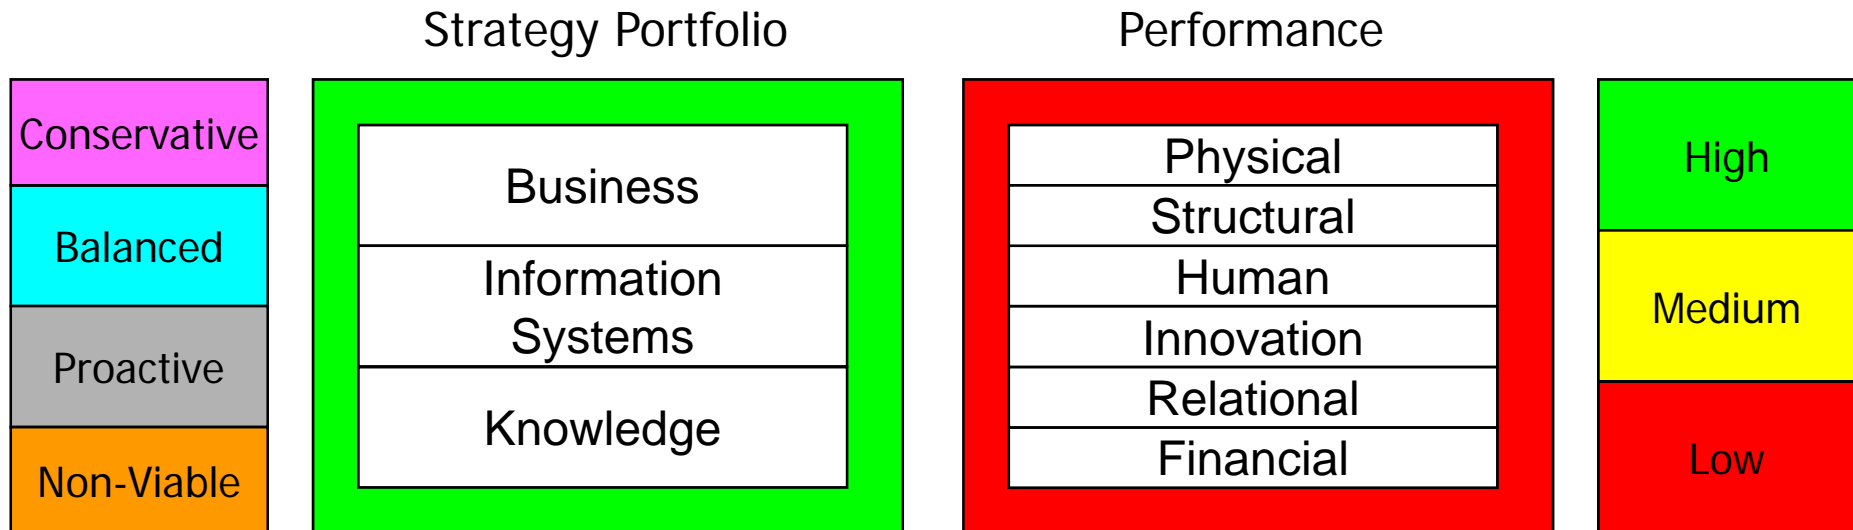 Strategy Portfolio
Performance
Conservative
Balanced
Proactive
Non-Viable
Business
Information
Systems
Knowledge
Physical
Structural
Human
Innovation
Relational
Financial
High
Medium
Low